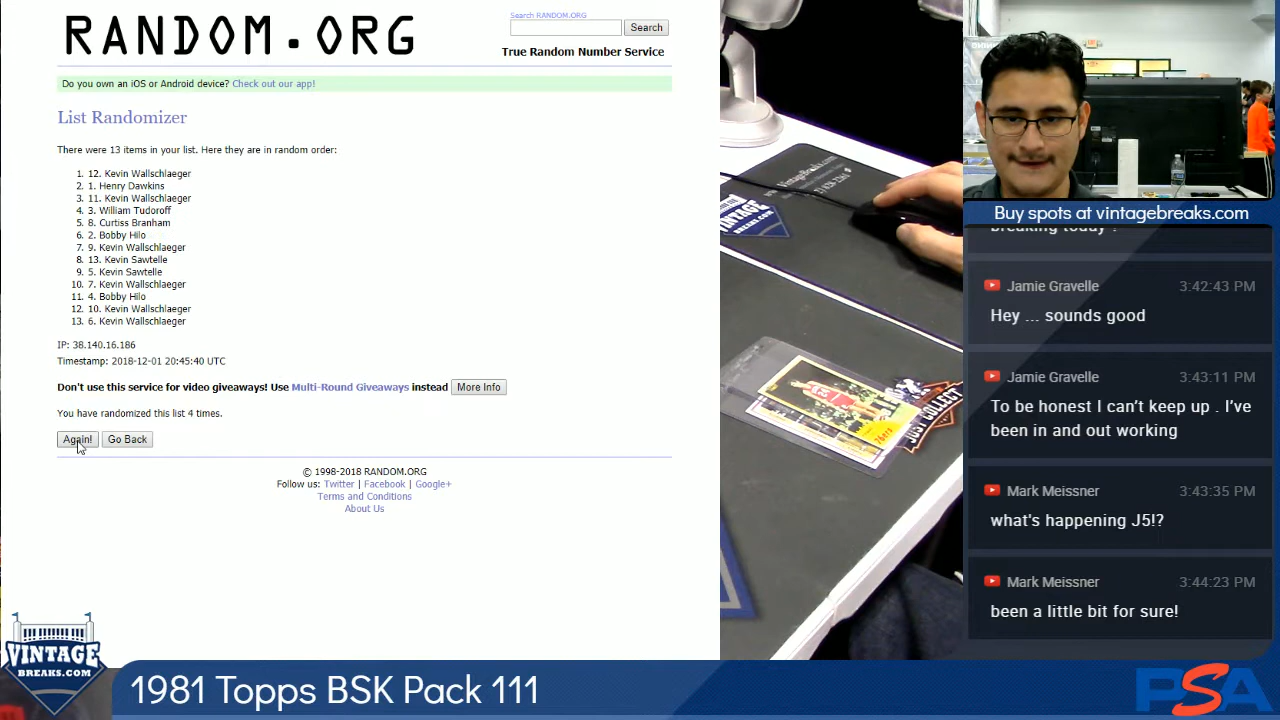 RANDOM.ORG
Search RANDOM.ORG
Search
True Random Number Service
Do you own an iOS or Android device? Check out our app!
List Randomizer
There were 13 items in your list. Here they are in random order:
1. 12. Kevin Wallschlaeger
2. 1. Henry Dawkins
3. 11. Kevin Wallschlaeger
4. 3. William Tudoroff
5. 8. Curtiss Branham
6. 2. Bobby Hilo
7. 9. Kevin Wallschlaeger
8. 13. Kevin Sawtelle
9. 5. Kevin Sawtelle
10. 7. Kevin Wallschlaeger
11. 4. Bobby Hilo
12. 10. Kevin Wallschlaeger
13. 6. Kevin Wallschlaeger
IP: 38.140.16.186
Timestamp: 2018-12-01 20:45:40 UTC
Don't use this service for video giveaways! Use Multi-Round Giveaways instead
More Info
You have randomized this list 4 times.
Again!
Go Back
© 1998-2018 RANDOM.ORG
Follow us: Twitter | Facebook | Google+
Terms and Conditions
About Us
VintageBreaks.com
VINTAGE
76ers
JUST COLLECT
Buy spots at vintagebreaks.com
breaking today ?
Jamie Gravelle 3:42:43 PM
Hey ... sounds good
Jamie Gravelle 3:43:11 PM
To be honest I can't keep up . I've
been in and out working
Mark Meissner 3:43:35 PM
what's happening J5!?
Mark Meissner 3:44:23 PM
been a little bit for sure!
VINTAGE
BREAKS.COM
1981 Topps BSK Pack 111
PSA